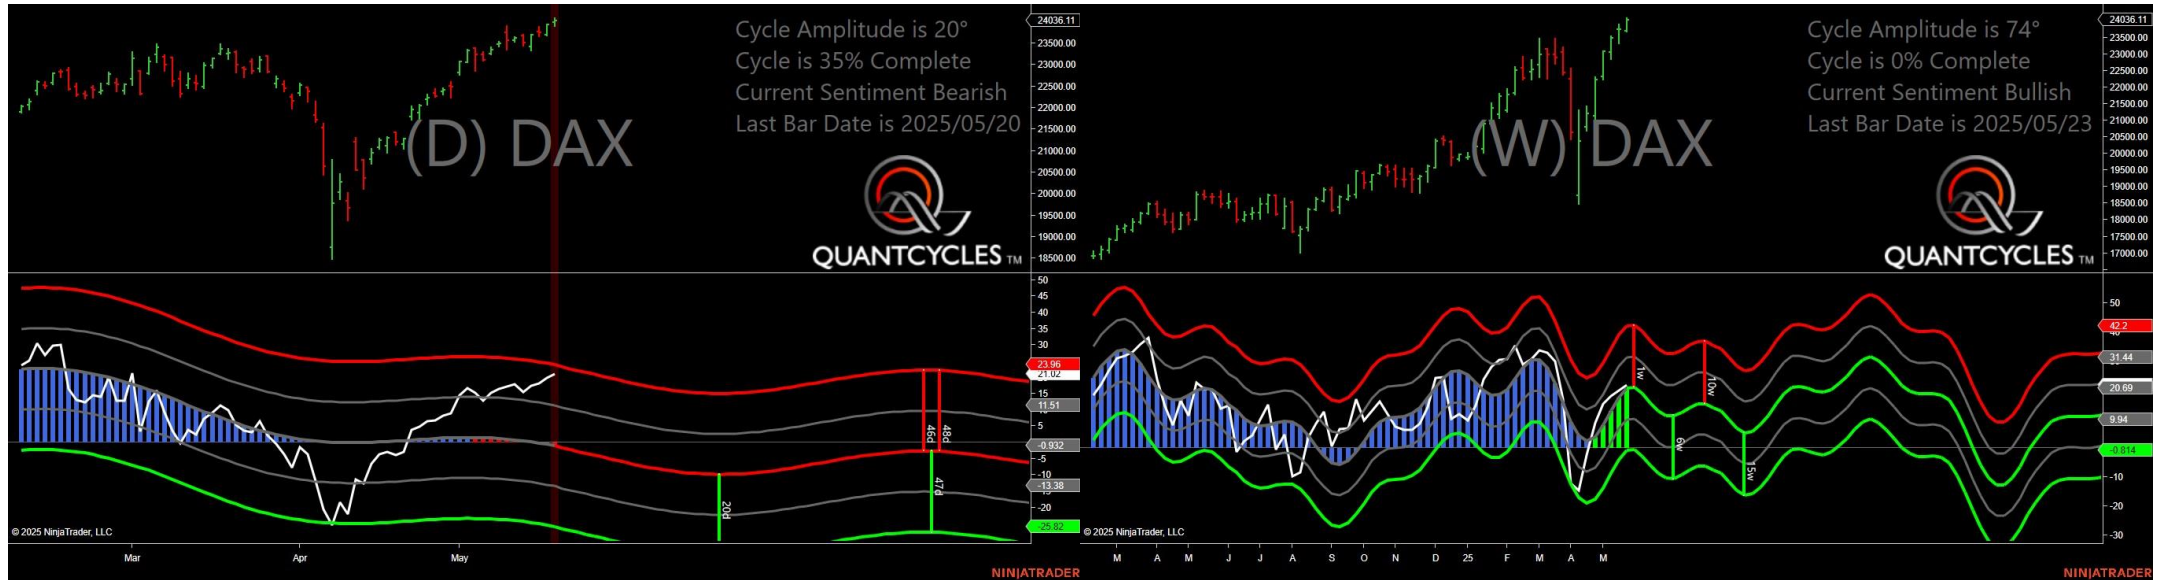 Cycle Amplitude is 20°
Cycle is 35% Complete
Current Sentiment Bearish
Last Bar Date is 2025/05/20
(D) DAX
QUANTCYCLES TM
24036.11
23500.00
23000.00
22500.00
22000.00
21500.00
21000.00
20500.00
20000.00
19500.00
19000.00
18500.00
50
45
40
35
30
23.96
21.02
15
11.51
5
-0.932
-5
-10
-13.38
-20
-25.82
20d
46d
47d
48d
© 2025 NinjaTrader, LLC
Mar
Apr
May
NINJATRADER
Cycle Amplitude is 74°
Cycle is 0% Complete
Current Sentiment Bullish
Last Bar Date is 2025/05/23
(W) DAX
QUANTCYCLES TM
24036.11
23500.00
22500.00
22000.00
21500.00
21000.00
20500.00
20000.00
19500.00
19000.00
18500.00
18000.00
17500.00
17000.00
50
42.2
31.44
20.69
9.94
-0.814
-10
-20
-30
1w
10w
6w
15w
© 2025 NinjaTrader, LLC
M A M J J A S O N D 25 F M A M
NINJATRADER